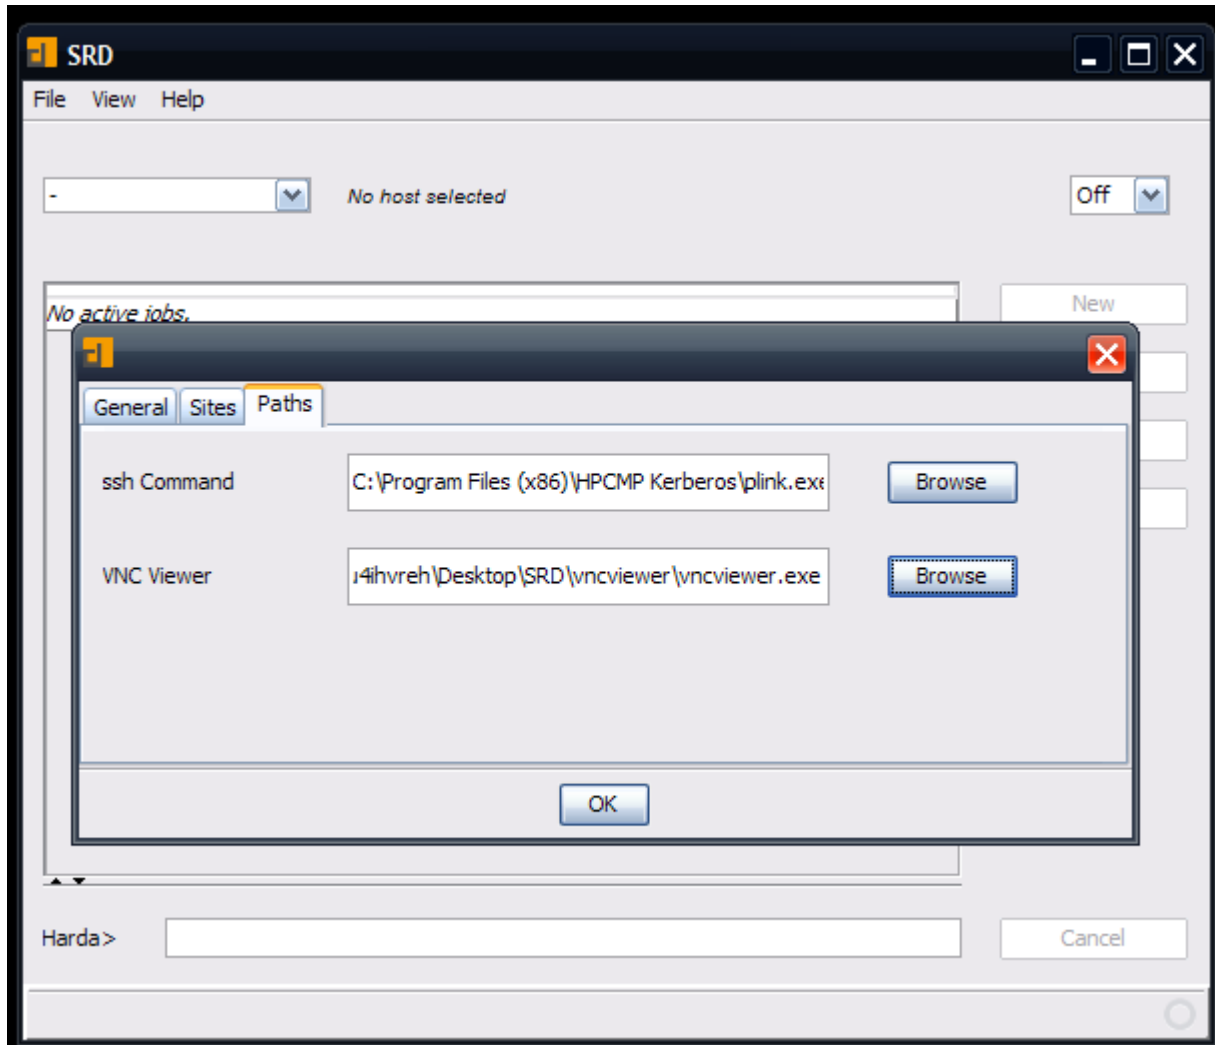 SRD
File View Help
- No host selected Off
No active jobs.
New
General Sites Paths
ssh Command C:\Program Files (x86)\HPCMP Kerberos\plink.exe Browse
VNC Viewer 4ihvreh\Desktop\SRD\vncviewer\vncviewer.exe Browse
OK
Harda> Cancel